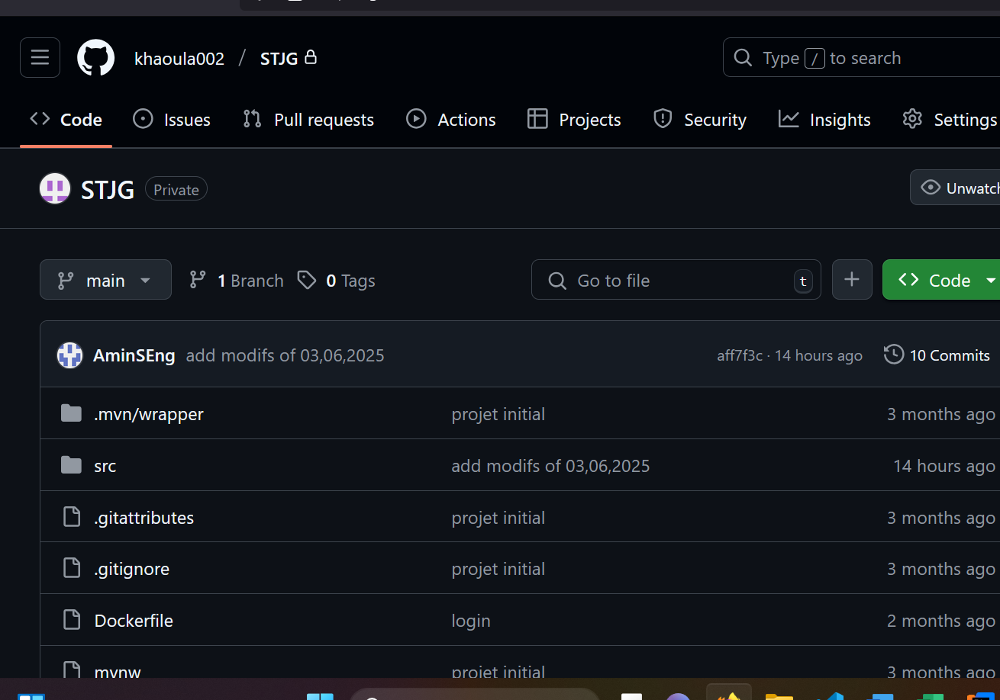 khaoula002 / STJG
Type / to search
Code Issues Pull requests Actions Projects Security Insights Settings
STJG Private
main 1 Branch 0 Tags
Go to file t
Code
AminSEng add modifs of 03,06,2025 aff7f3c · 14 hours ago 10 Commits
.mvn/wrapper projet initial 3 months ago
src add modifs of 03,06,2025 14 hours ago
.gitattributes projet initial 3 months ago
.gitignore projet initial 3 months ago
Dockerfile login 2 months ago
mvnw projet initial 3 months ago